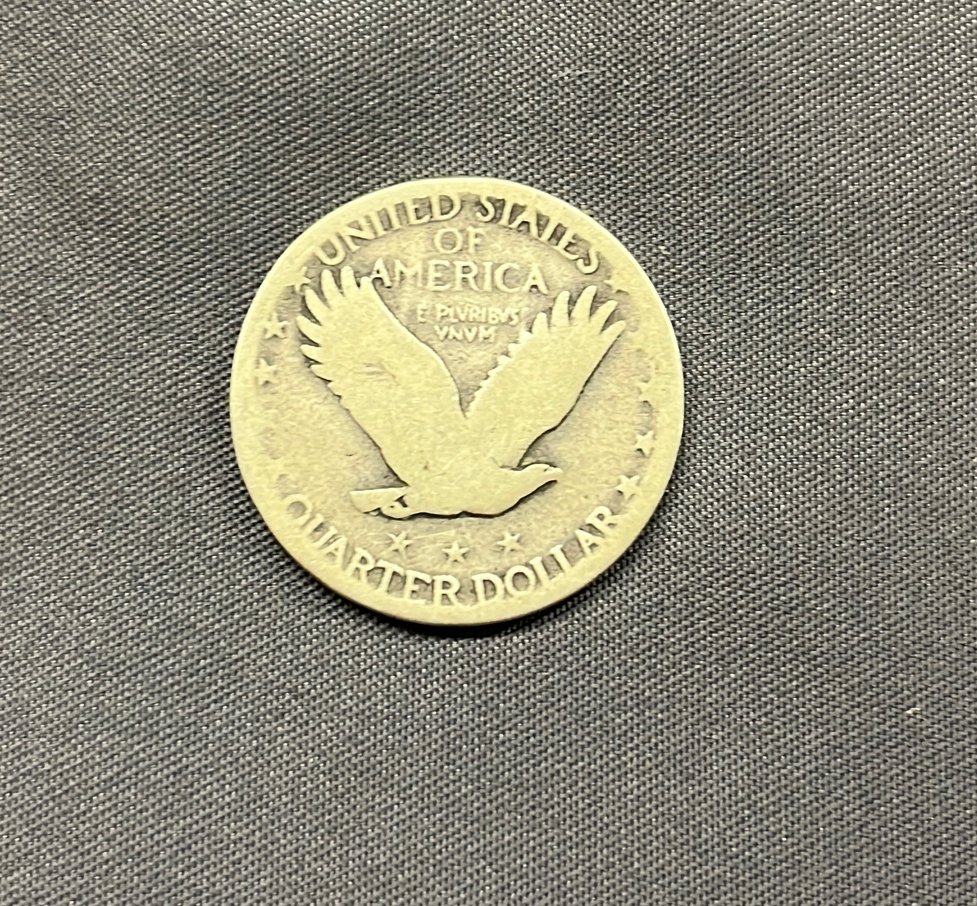 UNITED STATES
OF
AMERICA
E PLVRIBVS
VNVM
QUARTER DOLLAR